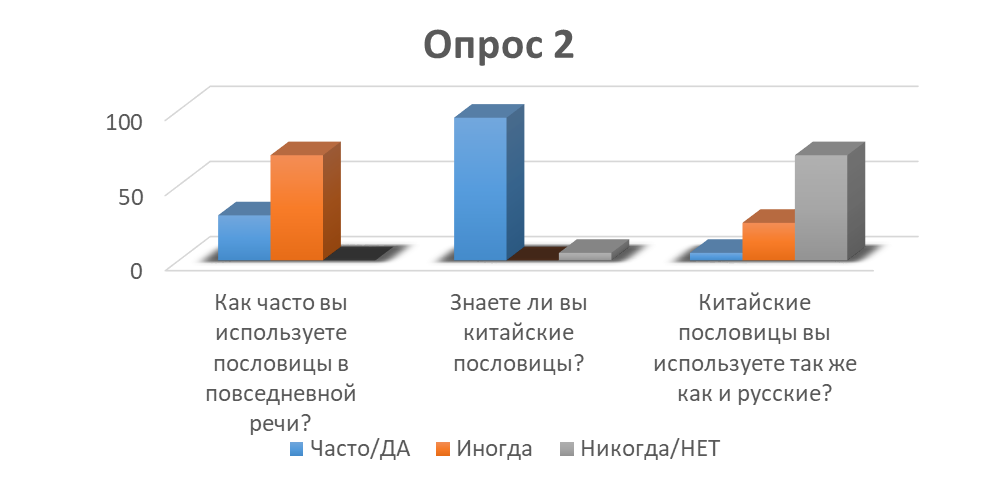 Опрос 2
100
50
0
Как часто вы
используете
пословицы в
повседневной
речи?
Знаете ли вы
китайские
пословицы?
Китайские
пословицы вы
используете так же
как и русские?
Часто/ДА
Иногда
Никогда/НЕТ